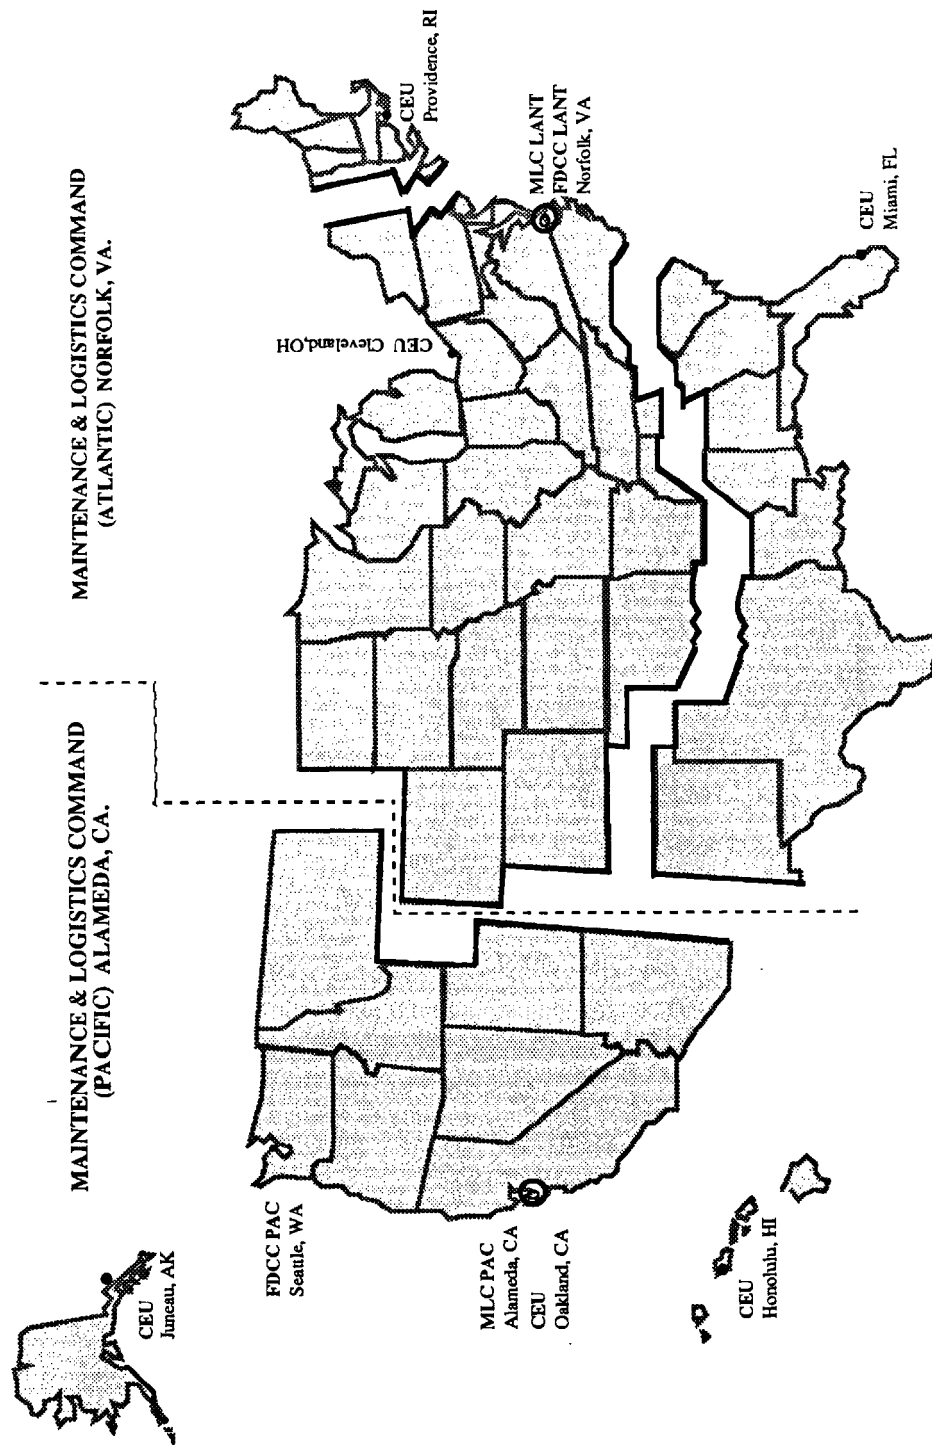 MAINTENANCE & LOGISTICS COMMAND
(PACIFIC) ALAMEDA, CA.
MAINTENANCE & LOGISTICS COMMAND
(ATLANTIC) NORFOLK, VA.
CEU
Juneau, AK
FDCC PAC
Seattle, WA
MLC PAC
Alameda, CA
CEU
Oakland, CA
CEU
Honolulu, HI
CEU Cleveland,OH
CEU
Providence, RI
MLC LANT
FDCC LANT
Norfolk, VA
CEU
Miami, FL